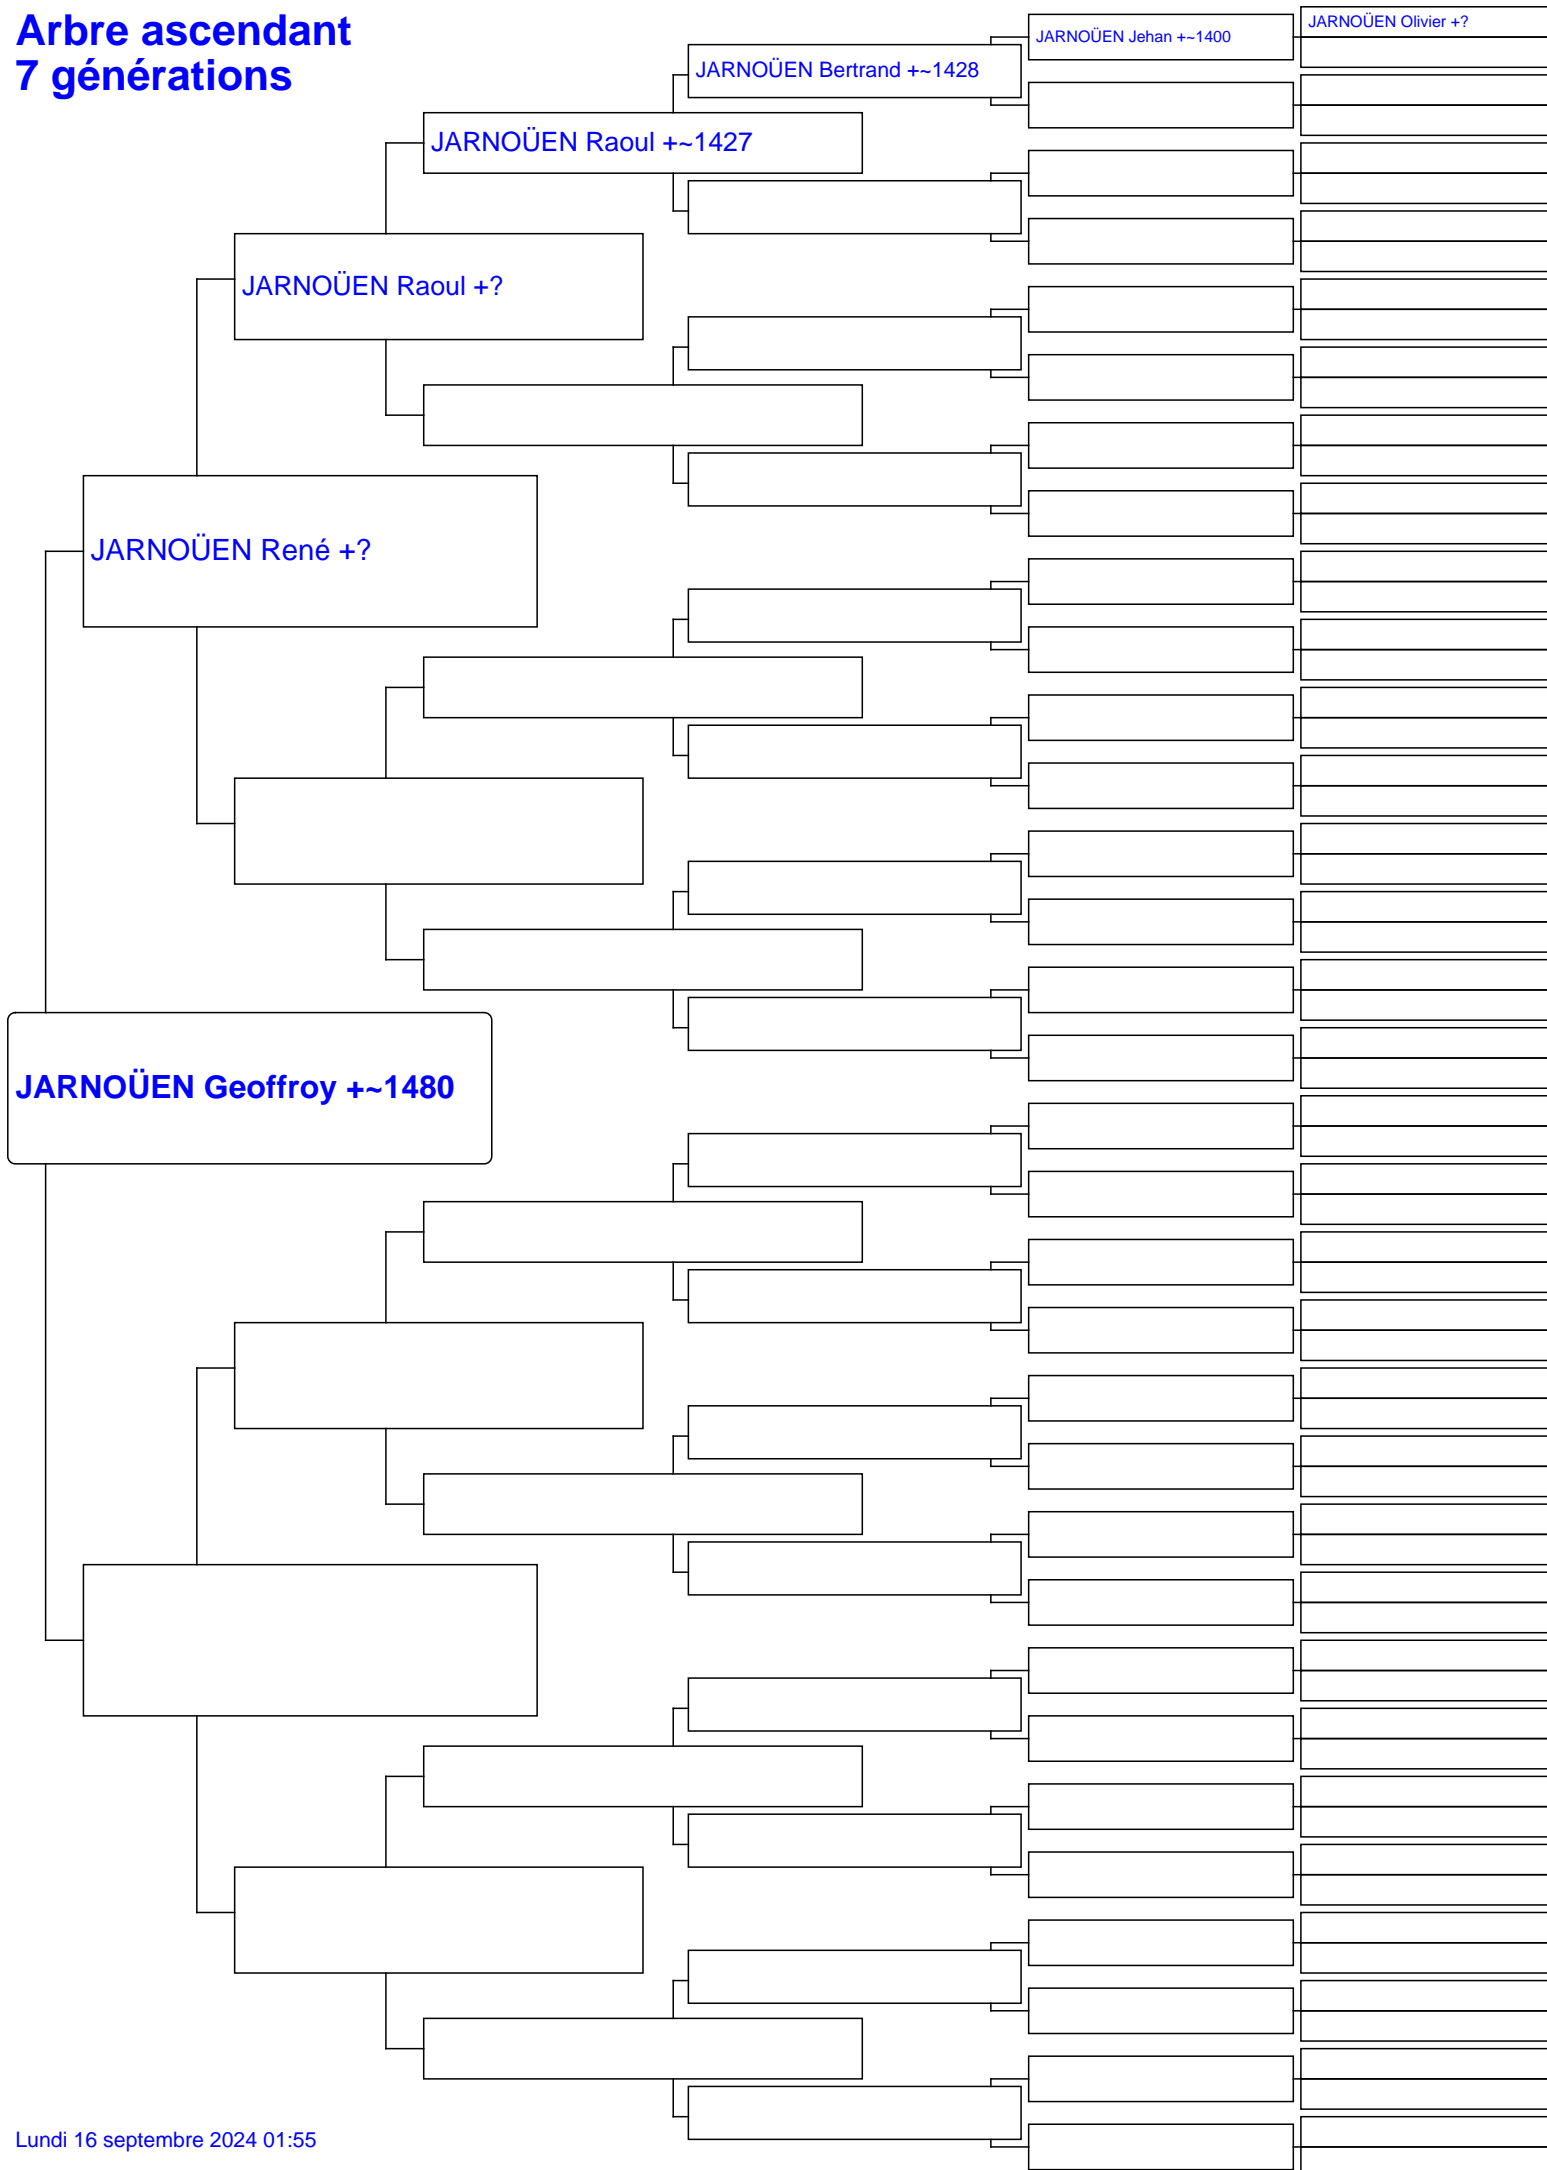 Arbre ascendant
7 générations
JARNOÜEN Olivier +?
JARNOÜEN Jehan +~1400
JARNOÜEN Bertrand +~1428
JARNOÜEN Raoul +~1427
JARNOÜEN Raoul +?
JARNOÜEN René +?
JARNOÜEN Geoffroy +~1480
Lundi 16 septembre 2024 01:55